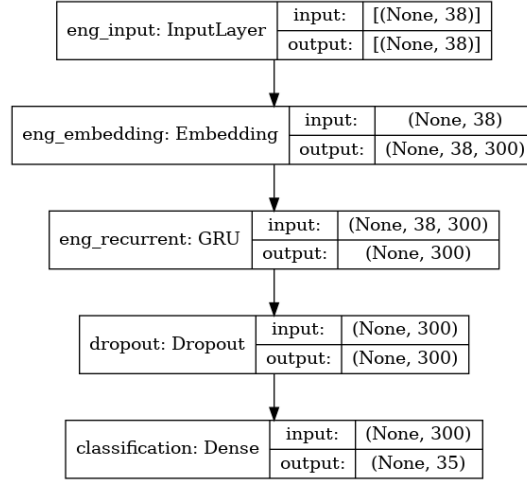 eng_input: InputLayer
input: [(None, 38)]
output: [(None, 38)]
eng_embedding: Embedding
input: (None, 38)
output: (None, 38, 300)
eng_recurrent: GRU
input: (None, 38, 300)
output: (None, 300)
dropout: Dropout
input: (None, 300)
output: (None, 300)
classification: Dense
input: (None, 300)
output: (None, 35)